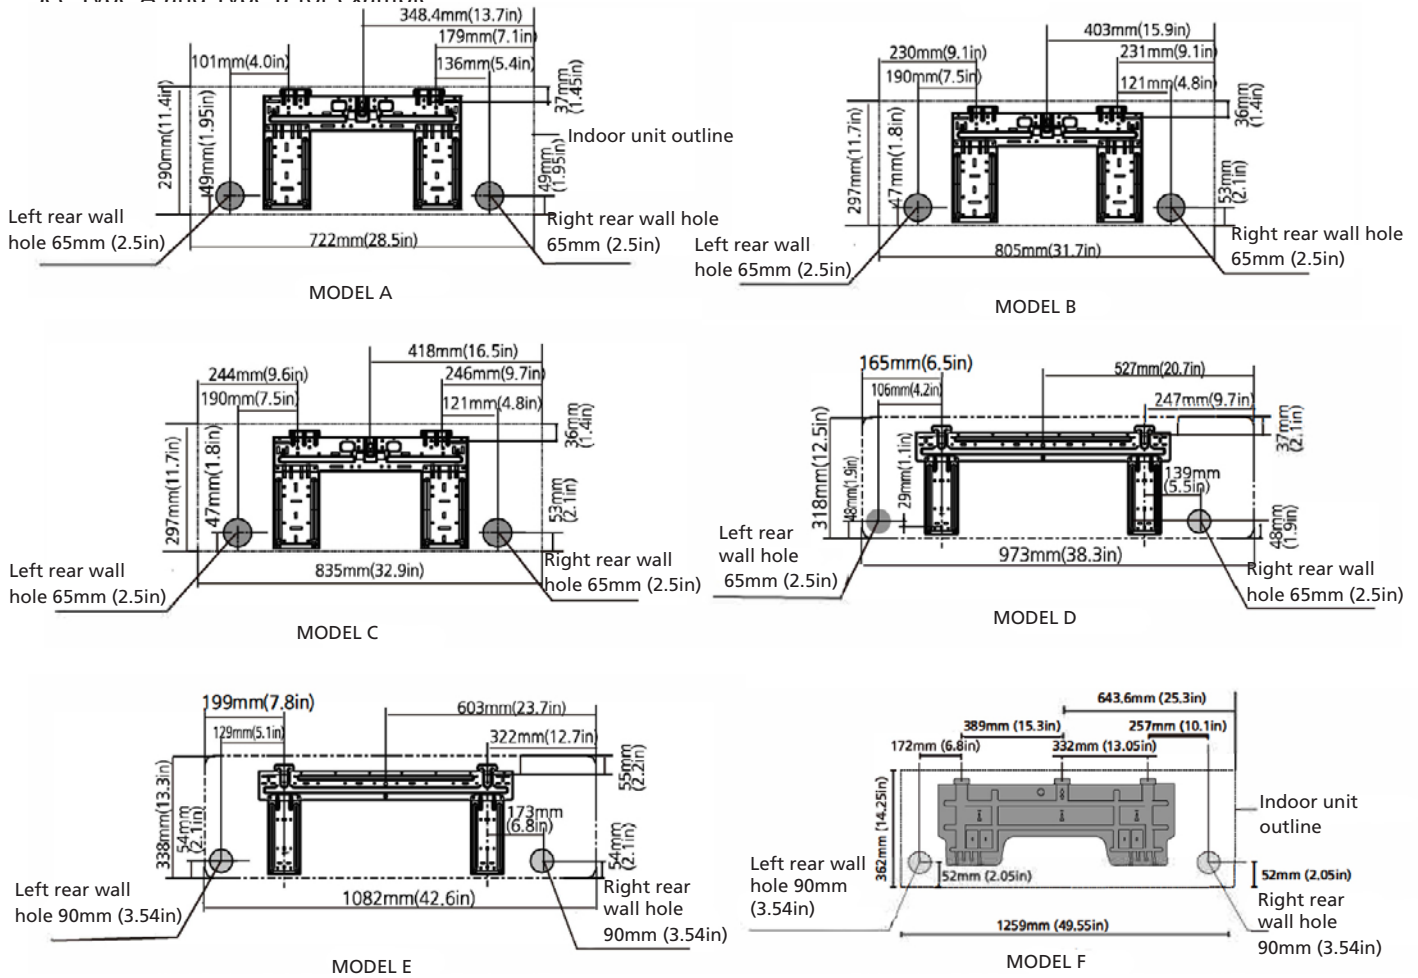 348.4mm(13.7in)
179mm(7.1in)
101mm(4.0in)
136mm(5.4in)
37mm
(1.45in)
290mm(11.4in)
49mm(1.95in)
Indoor unit outline
49mm
(1.95in)
Left rear wall
hole 65mm (2.5in)
722mm(28.5in)
Right rear wall hole
65mm (2.5in)
MODEL A
403mm(15.9in)
230mm(9.1in)
231mm(9.1in)
190mm(7.5in)
121mm(4.8in)
36mm
(1.4in)
297mm(11.7in)
47mm(1.8in)
53mm
(2.1in)
Left rear wall
hole 65mm (2.5in)
805mm(31.7in)
Right rear wall hole
65mm (2.5in)
MODEL B
418mm(16.5in)
244mm(9.6in)
246mm(9.7in)
190mm(7.5in)
121mm(4.8in)
36mm
(1.4in)
297mm(11.7in)
47mm(1.8in)
53mm
(2.1in)
Left rear wall
hole 65mm (2.5in)
835mm(32.9in)
Right rear wall
hole 65mm (2.5in)
MODEL C
165mm(6.5in)
527mm(20.7in)
106mm(4.2in)
247mm(9.7in)
37mm
(2.1in)
318mm(12.5in)
48mm(1.9in)
29mm(1.1in)
139mm
(5.5in)
48mm
(1.9in)
Left rear
wall hole
65mm (2.5in)
973mm(38.3in)
Right rear wall
hole 65mm (2.5in)
MODEL D
199mm(7.8in)
603mm(23.7in)
129mm(5.1in)
322mm(12.7in)
55mm
(2.2in)
338mm(13.3in)
54mm
(2.1in)
173mm
(6.8in)
54mm
(2.1in)
Left rear wall
hole 90mm (3.54in)
1082mm(42.6in)
Right rear
wall hole
90mm (3.54in)
MODEL E
643.6mm (25.3in)
389mm (15.3in)
257mm (10.1in)
172mm (6.8in)
332mm (13.05in)
362mm (14.25in)
Indoor unit
outline
Left rear wall
hole 90mm
(3.54in)
52mm (2.05in)
52mm (2.05in)
Right rear
wall hole
90mm (3.54in)
1259mm (49.55in)
MODEL F